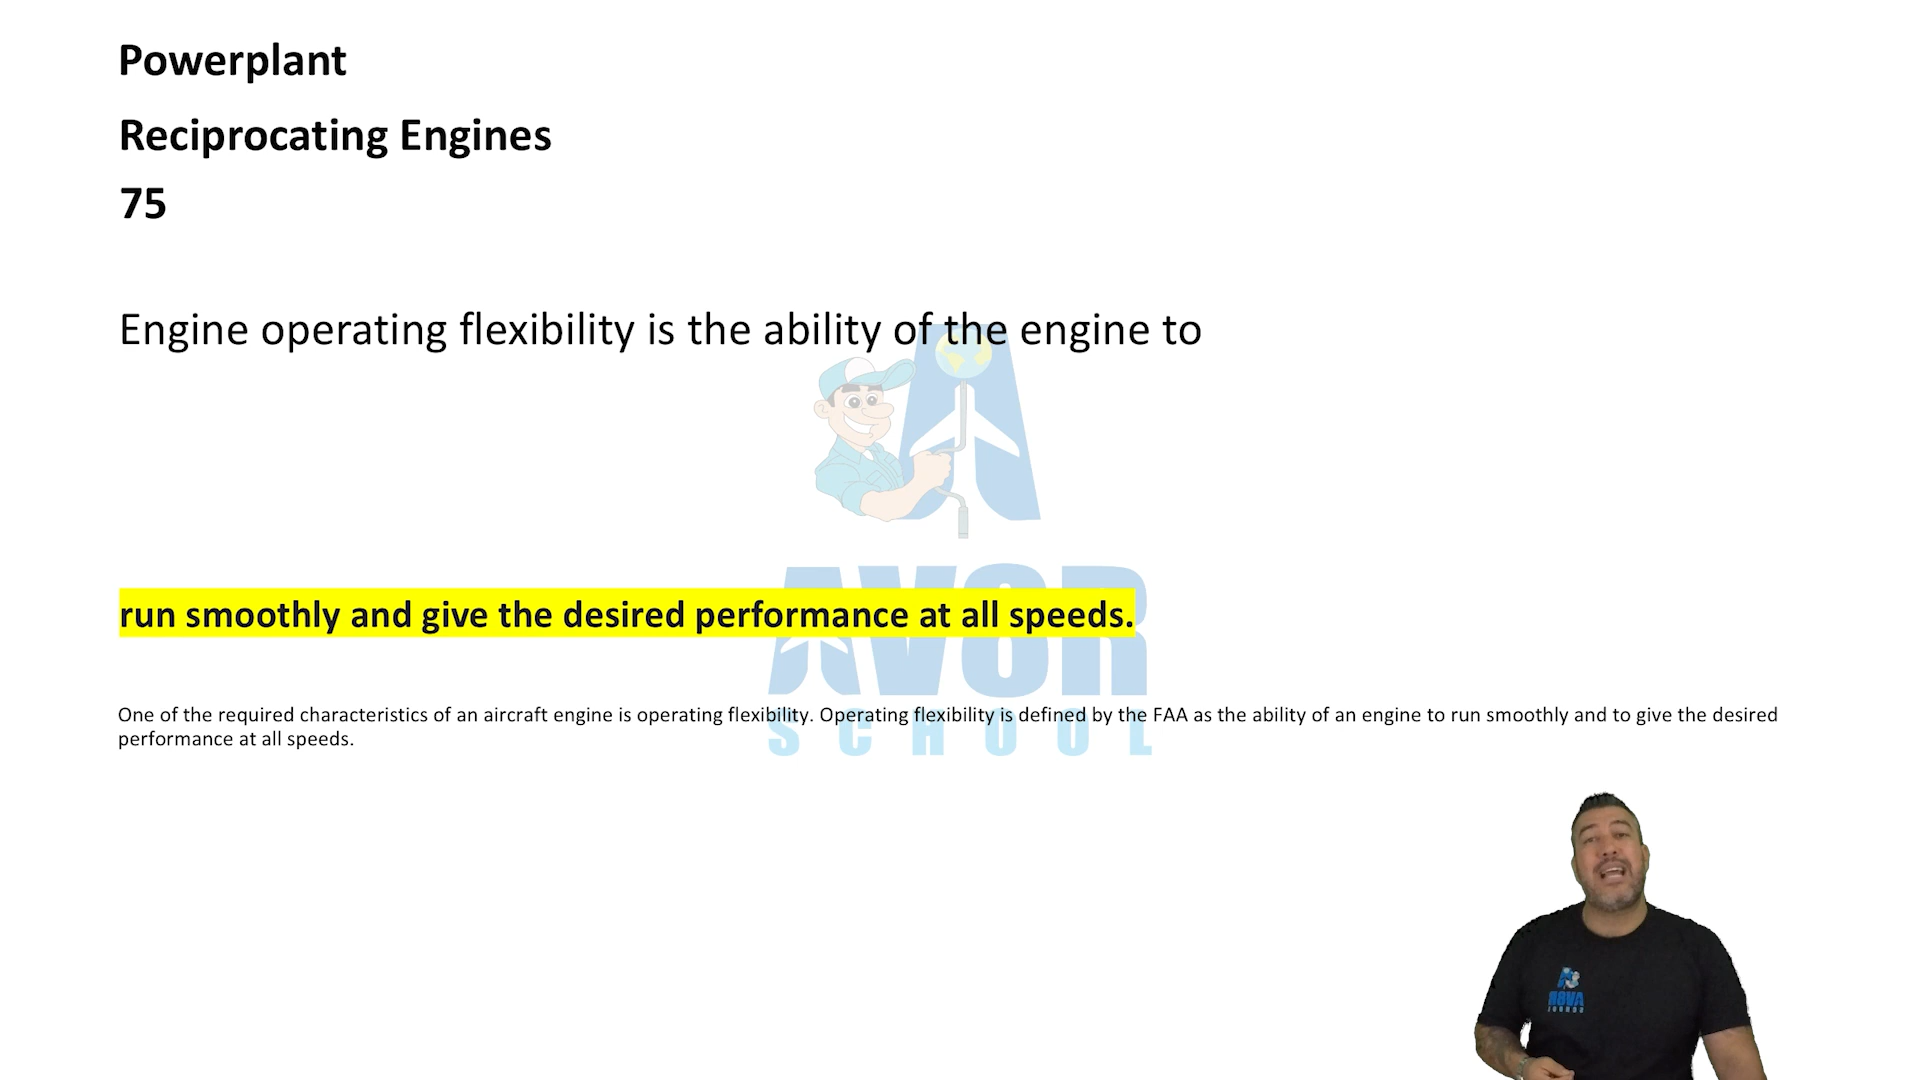 Powerplant
Reciprocating Engines
75
Engine operating flexibility is the ability of the engine to
run smoothly and give the desired performance at all speeds.
AV8R
One of the required characteristics of an aircraft engine is operating flexibility. Operating flexibility is defined by the FAA as the ability of an engine to run smoothly and to give the desired
performance at all speeds.
SCHOOL